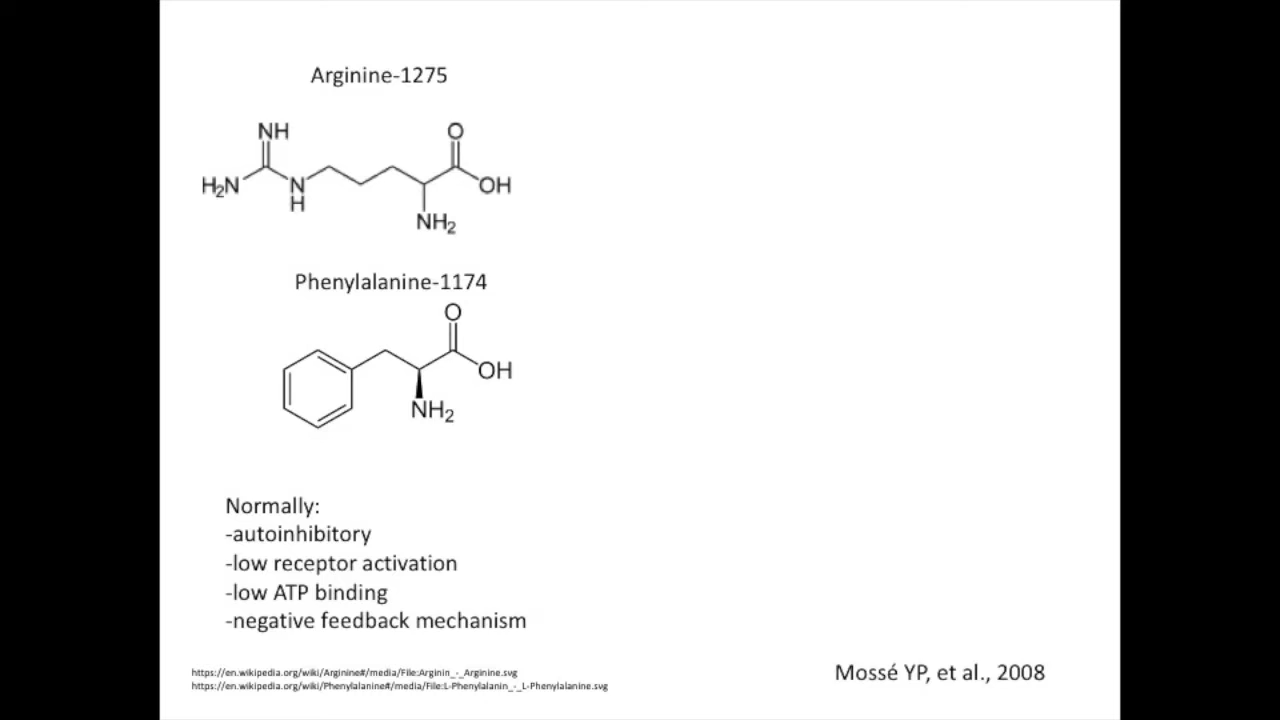 Arginine-1275
NH
O
H₂N
N
H
OH
NH₂
Phenylalanine-1174
O
OH
NH₂
Normally:
-autoinhibitory
-low receptor activation
-low ATP binding
-negative feedback mechanism
https://en.wikipedia.org/wiki/Arginine#/media/File:Arginin_-_Arginine.svg
https://en.wikipedia.org/wiki/Phenylalanine#/media/File:L-Phenylalanin_-_L-Phenylalanine.svg
Mossé YP, et al., 2008